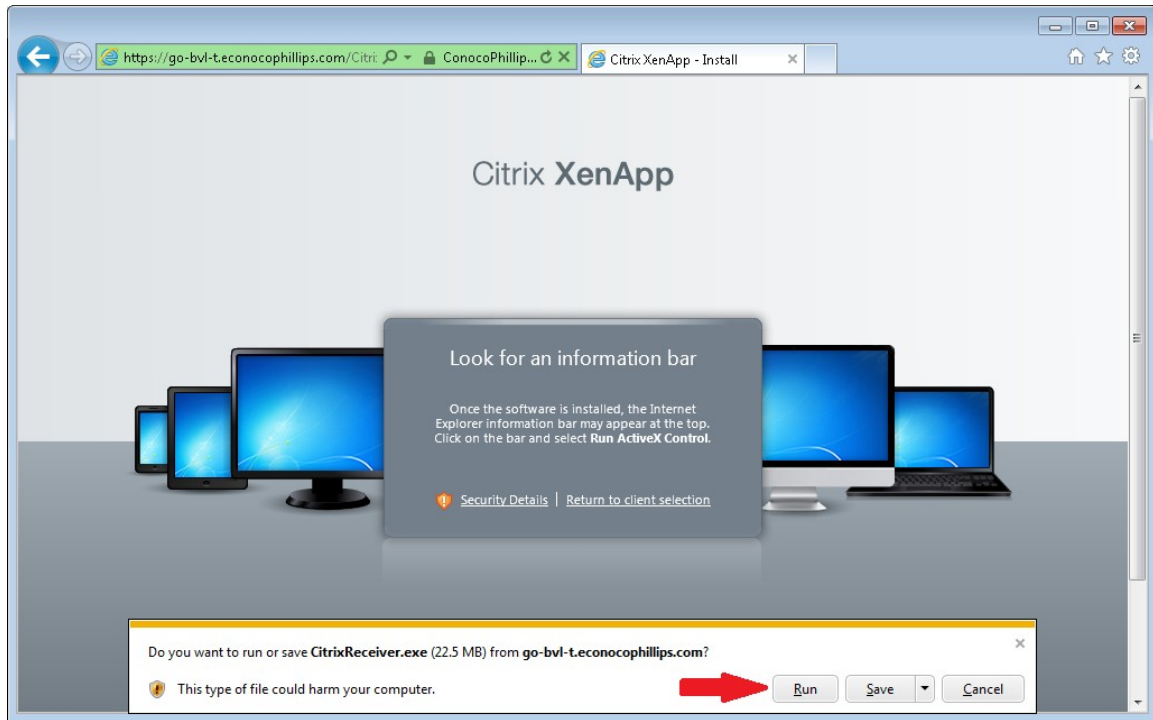 https://go-bvl-t.econocophillips.com/Citri
ConocoPhillip...
Citrix XenApp - Install
Citrix XenApp
Look for an information bar
Once the software is installed, the Internet
Explorer information bar may appear at the top.
Click on the bar and select Run ActiveX Control.
Security Details | Return to client selection
Do you want to run or save CitrixReceiver.exe (22.5 MB) from go-bvl-t.econocophillips.com?
This type of file could harm your computer.
Run Save Cancel